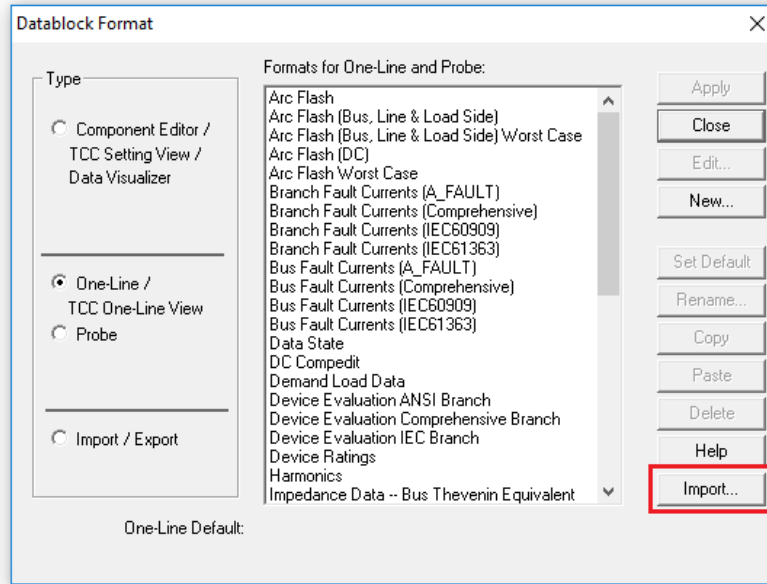 Datablock Format
Type
Component Editor /
TCC Setting View /
Data Visualizer
One-Line /
TCC One-Line View
Probe
Import / Export
Formats for One-Line and Probe:
Arc Flash
Arc Flash (Bus, Line & Load Side)
Arc Flash (Bus, Line & Load Side) Worst Case
Arc Flash (DC)
Arc Flash Worst Case
Branch Fault Currents (A_FAULT)
Branch Fault Currents (Comprehensive)
Branch Fault Currents (IEC60909)
Branch Fault Currents (IEC61363)
Bus Fault Currents (A_FAULT)
Bus Fault Currents (Comprehensive)
Bus Fault Currents (IEC60909)
Bus Fault Currents (IEC61363)
Data State
DC Compedit
Demand Load Data
Device Evaluation ANSI Branch
Device Evaluation Comprehensive Branch
Device Evaluation IEC Branch
Device Ratings
Harmonics
Impedance Data -- Bus Thevenin Equivalent
Apply
Close
Edit...
New...
Set Default
Rename...
Copy
Paste
Delete
Help
Import...
One-Line Default: